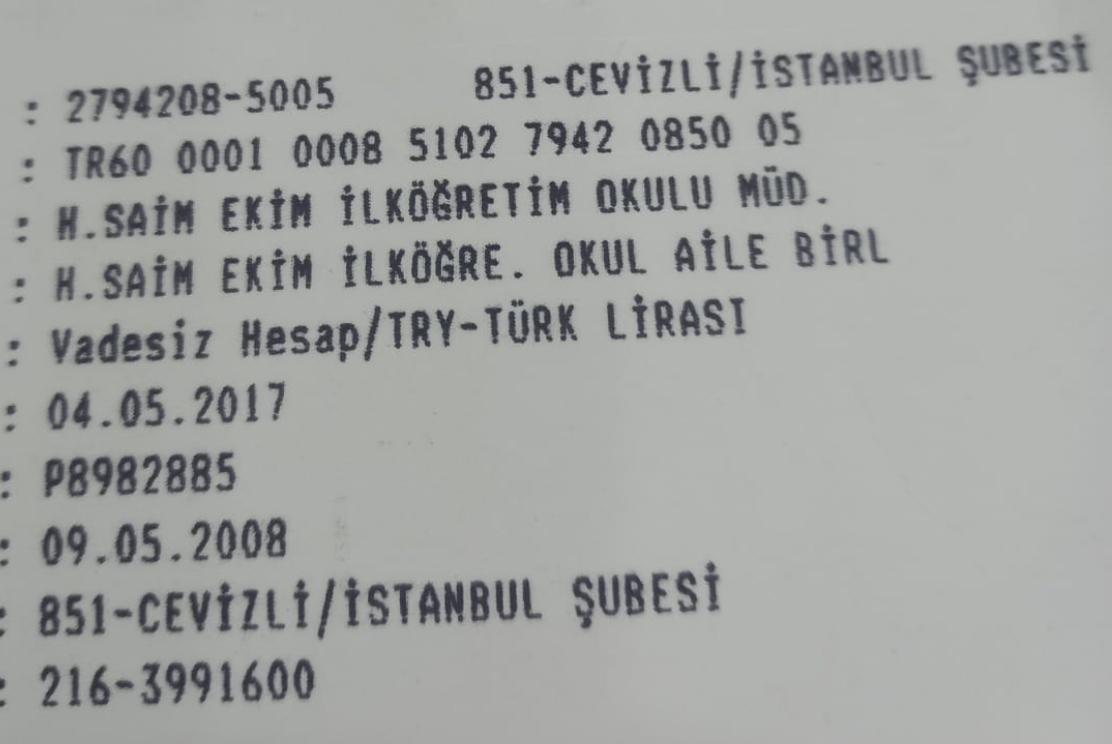 : 2794208-5005 851-CEVİZLİ/İSTANBUL ŞUBESİ
: TR60 0001 0008 5102 7942 0850 05
: H.SAİM EKİM İLKÖĞRETİM OKULU MÜD.
: H.SAİM EKİM İLKÖĞRE. OKUL AİLE BİRL
: Vadesiz Hesap/TRY-TÜRK LİRASI
: 04.05.2017
: P8982885
: 09.05.2008
: 851-CEVİZLİ/İSTANBUL ŞUBESİ
: 216-3991600